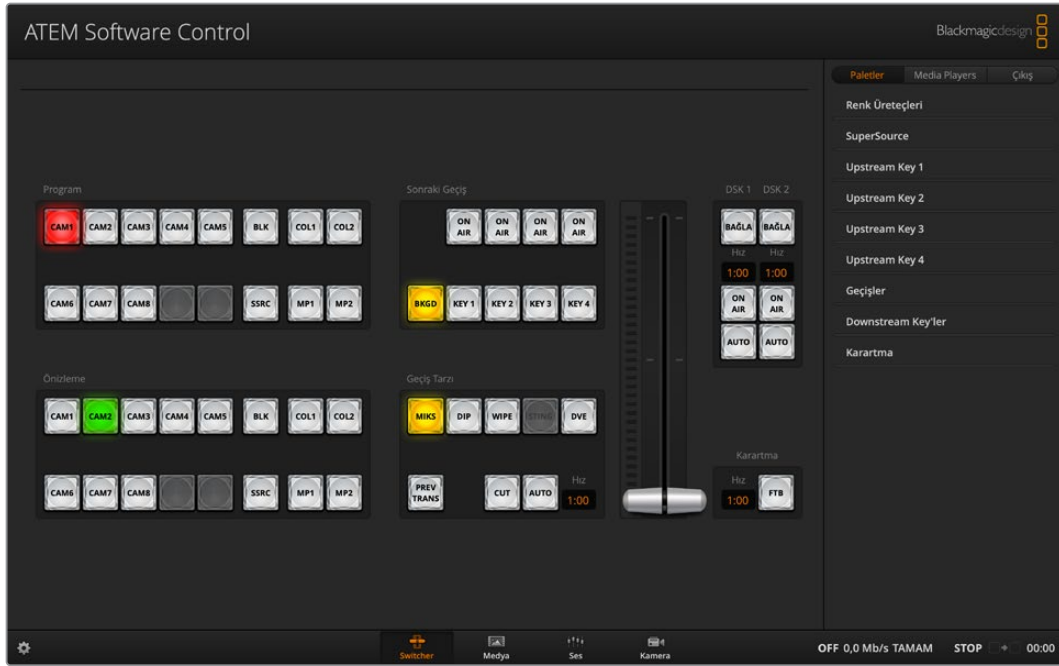 ATEM Software Control
Blackmagicdesign
Paletler Media Players Çıkış
Renk Üreteçleri
SuperSource
Upstream Key 1
Upstream Key 2
Upstream Key 3
Upstream Key 4
Geçişler
Downstream Key'ler
Karartma
Program
CAM1 CAM2 CAM3 CAM4 CAM5 BLK COL1 COL2
CAM6 CAM7 CAM8 SSRC MP1 MP2
Sonraki Geçiş
ON AIR ON AIR ON AIR ON AIR
BKGD KEY 1 KEY 2 KEY 3 KEY 4
DSK 1 DSK 2
BAĞLA BAĞLA
Hız Hız
1:00 1:00
ON AIR ON AIR
AUTO AUTO
Önizleme
CAM1 CAM2 CAM3 CAM4 CAM5 BLK COL1 COL2
CAM6 CAM7 CAM8 SSRC MP1 MP2
Geçiş Tarzı
MIKS DIP WIPE STING DVE
PREV TRANS CUT AUTO Hız 1:00
Karartma
Hız
1:00 FTB
Switcher Medya Ses Kamera
OFF 0,0 Mb/s TAMAM STOP 00:00